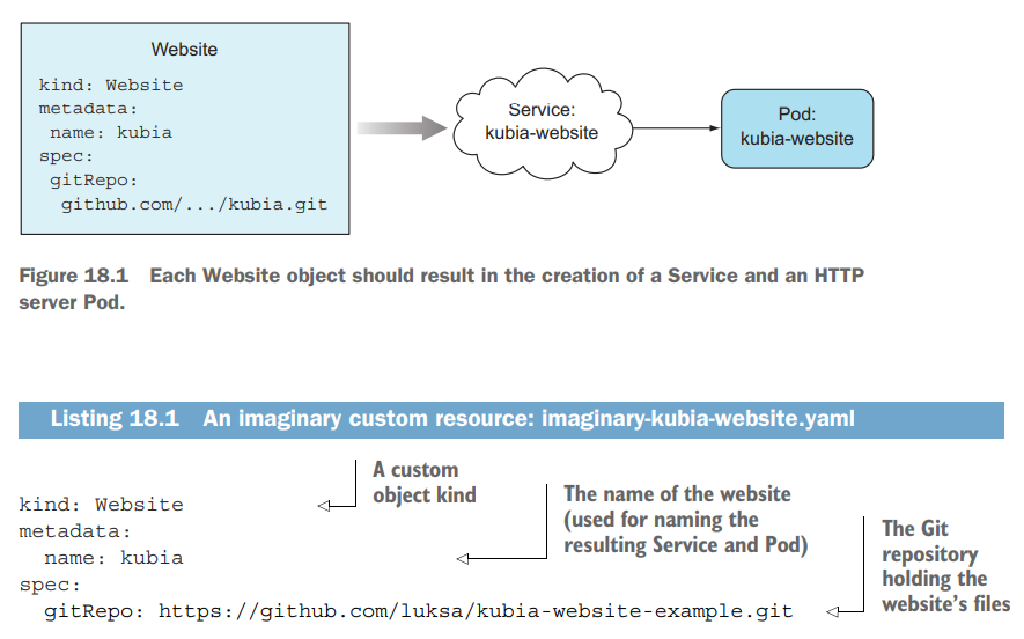 Website
kind: Website
metadata:
name: kubia
spec:
gitRepo:
github.com/.../kubia.git
Service:
kubia-website
Pod:
kubia-website
Figure 18.1 Each Website object should result in the creation of a Service and an HTTP
server Pod.
Listing 18.1 An imaginary custom resource: imaginary-kubia-website.yaml
A custom
object kind
The name of the website
(used for naming the
resulting Service and Pod)
The Git
repository
holding the
website's files
kind: Website
metadata:
name: kubia
spec:
gitRepo: https://github.com/luksa/kubia-website-example.git